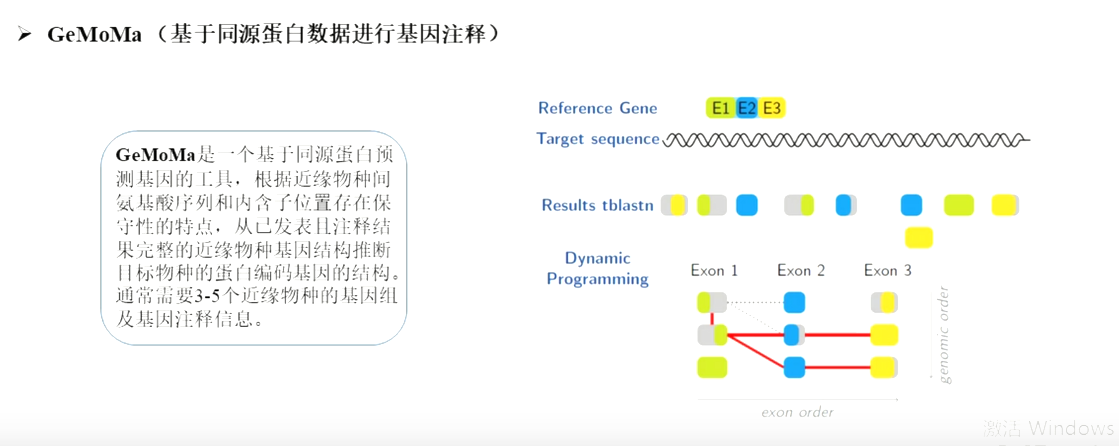 ➢ GeMoMa（基于同源蛋白数据进行基因注释）
GeMoMa是一个基于同源蛋白预
测基因的工具，根据近缘物种间
氨基酸序列和内含子位置存在保
守性的特点，从已发表且注释结
果完整的近缘物种基因结构推断
目标物种的蛋白编码基因的结构。
通常需要3-5个近缘物种的基因组
及基因注释信息。
Reference Gene
E1 E2 E3
Target sequence
Results tblastn
Dynamic
Programming
Exon 1 Exon 2 Exon 3
genomic order
exon order
激活 Windows